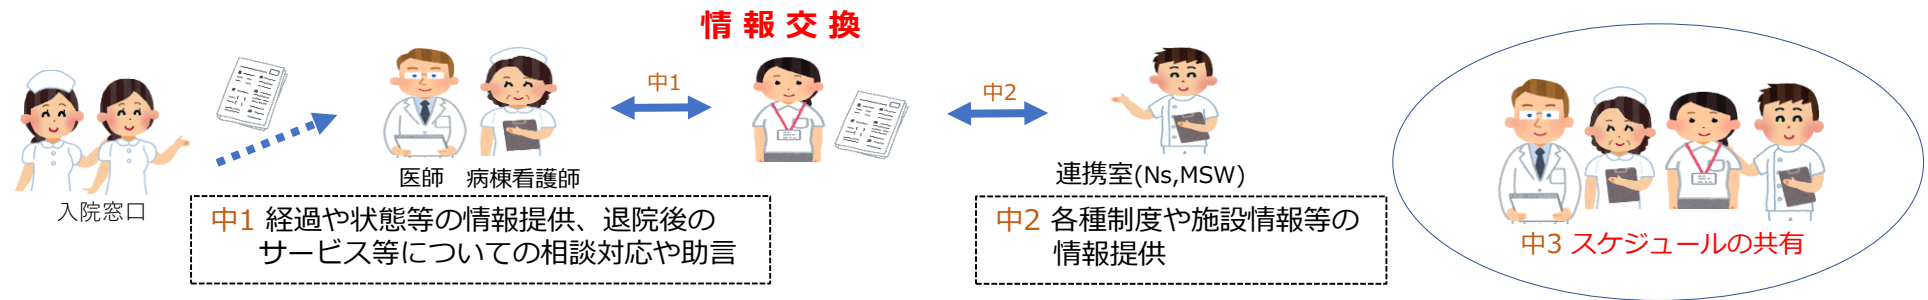 情報交換
中1
中2
医師 病棟看護師
連携室(Ns,MSW)
入院窓口
中1 経過や状態等の情報提供、退院後の
サービス等についての相談対応や助言
中2 各種制度や施設情報等の
情報提供
中3 スケジュールの共有